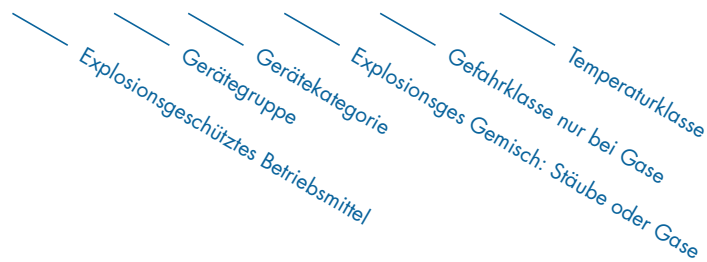 Explosionsgeschütztes Betriebsmittel
Gerätegruppe
Gerätekategorie
Explosionsges Gemisch: Stäube oder Gase
Gefahrklasse nur bei Gase
Temperaturklasse